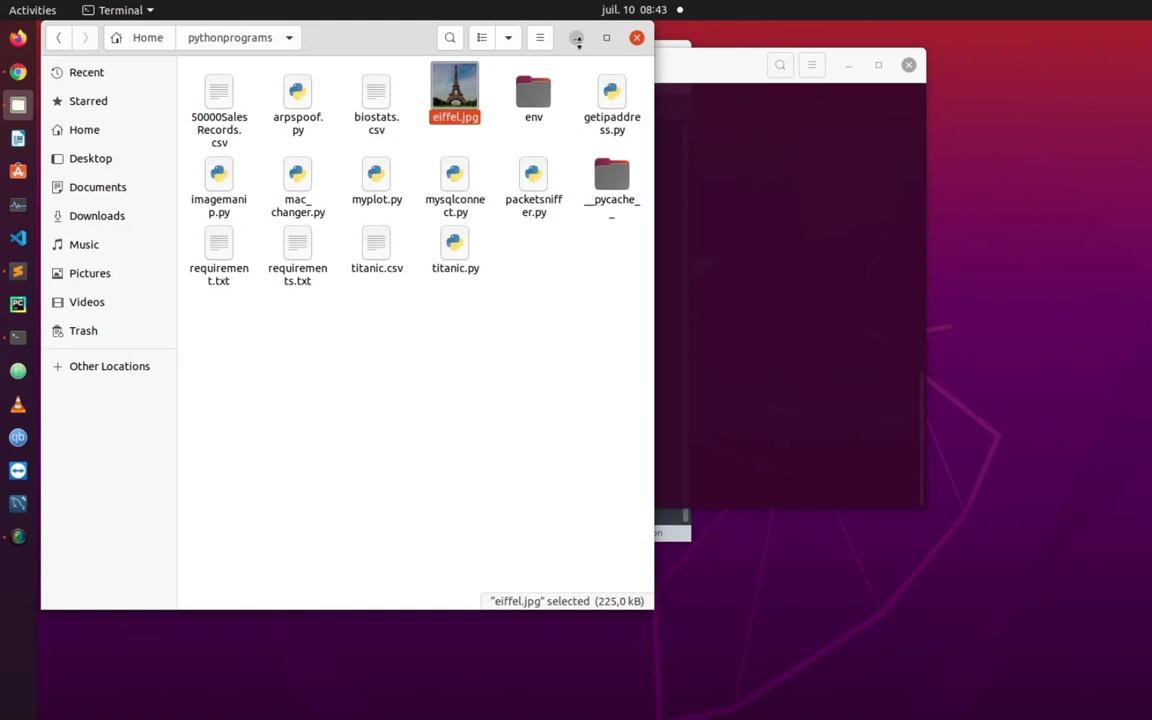 Activities
Terminal
juil. 10 08:43
Home
pythonprograms
Recent
Starred
Home
Desktop
Documents
Downloads
Music
Pictures
Videos
Trash
Other Locations
50000Sales
Records.
csv
arpspoof.
py
biostats.
csv
eiffel.jpg
env
getipaddre
ss.py
imagemani
p.py
mac_
changer.py
myplot.py
mysqlconne
ct.py
packetsniff
er.py
__pycache_
_
requiremen
t.txt
requiremen
ts.txt
titanic.csv
titanic.py
"eiffel.jpg" selected (225,0 kB)
on
PC
qb